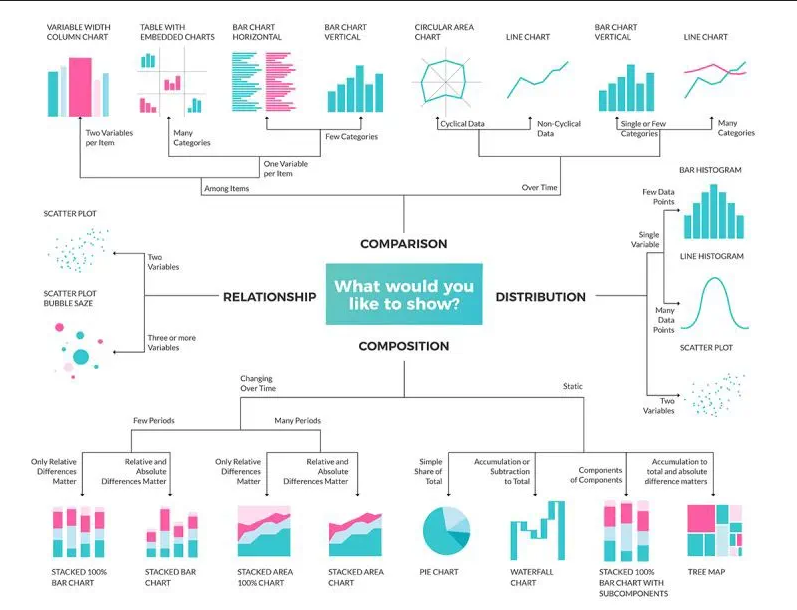 VARIABLE WIDTH
COLUMN CHART
TABLE WITH
EMBEDDED CHARTS
BAR CHART
HORIZONTAL
BAR CHART
VERTICAL
CIRCULAR AREA
CHART
LINE CHART
BAR CHART
VERTICAL
LINE CHART
Two Variables
per Item
Many
Categories
Few Categories
One Variable
per Item
Among Items
Cyclical Data
Non-Cyclical
Data
Single or Few
Categories
Many
Categories
Over Time
COMPARISON
SCATTER PLOT
Two
Variables
SCATTER PLOT
BUBBLE SAZE
Three or more
Variables
RELATIONSHIP
What would you
like to show?
DISTRIBUTION
BAR HISTOGRAM
Few Data
Points
Single
Variable
LINE HISTOGRAM
Many
Data
Points
SCATTER PLOT
Two
Variables
COMPOSITION
Changing
Over Time
Static
Few Periods
Many Periods
Only Relative
Differences
Matter
Relative and
Absolute
Differences Matter
Only Relative
Differences
Matter
Relative and
Absolute
Differences Matter
Simple
Share of
Total
Accumulation or
Subtraction
to Total
Components
of Components
Accumulation to
total and absolute
difference matters
STACKED 100%
BAR CHART
STACKED BAR
CHART
STACKED AREA
100% CHART
STACKED AREA
CHART
PIE CHART
WATERFALL
CHART
STACKED 100%
BAR CHART WITH
SUBCOMPONENTS
TREE MAP